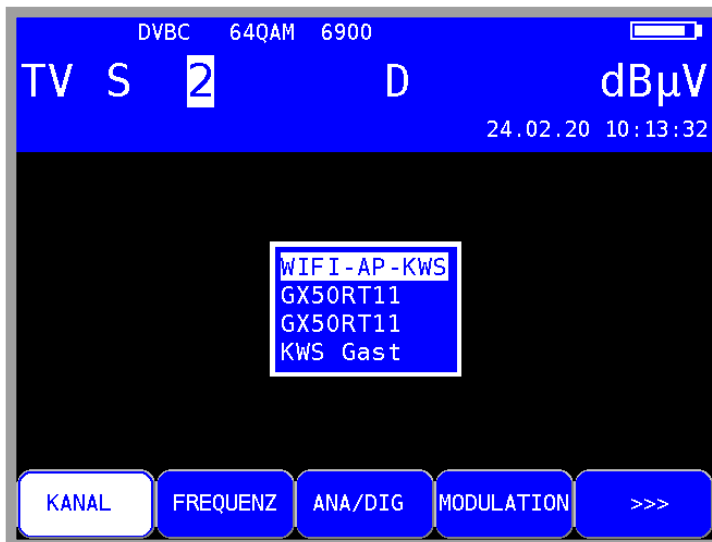 DVBC 64QAM 6900
TV S 2 D dBµV
24.02.20 10:13:32
WIFI-AP-KWS
GX50RT11
GX50RT11
KWS Gast
KANAL FREQUENZ ANA/DIG MODULATION >>>